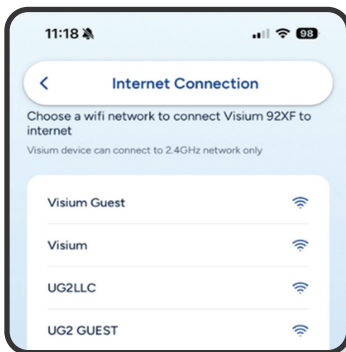 11:18
98
Internet Connection
Choose a wifi network to connect Visium 92XF to
internet
Visium device can connect to 2.4GHz network only
Visium Guest
Visium
UG2LLC
UG2 GUEST